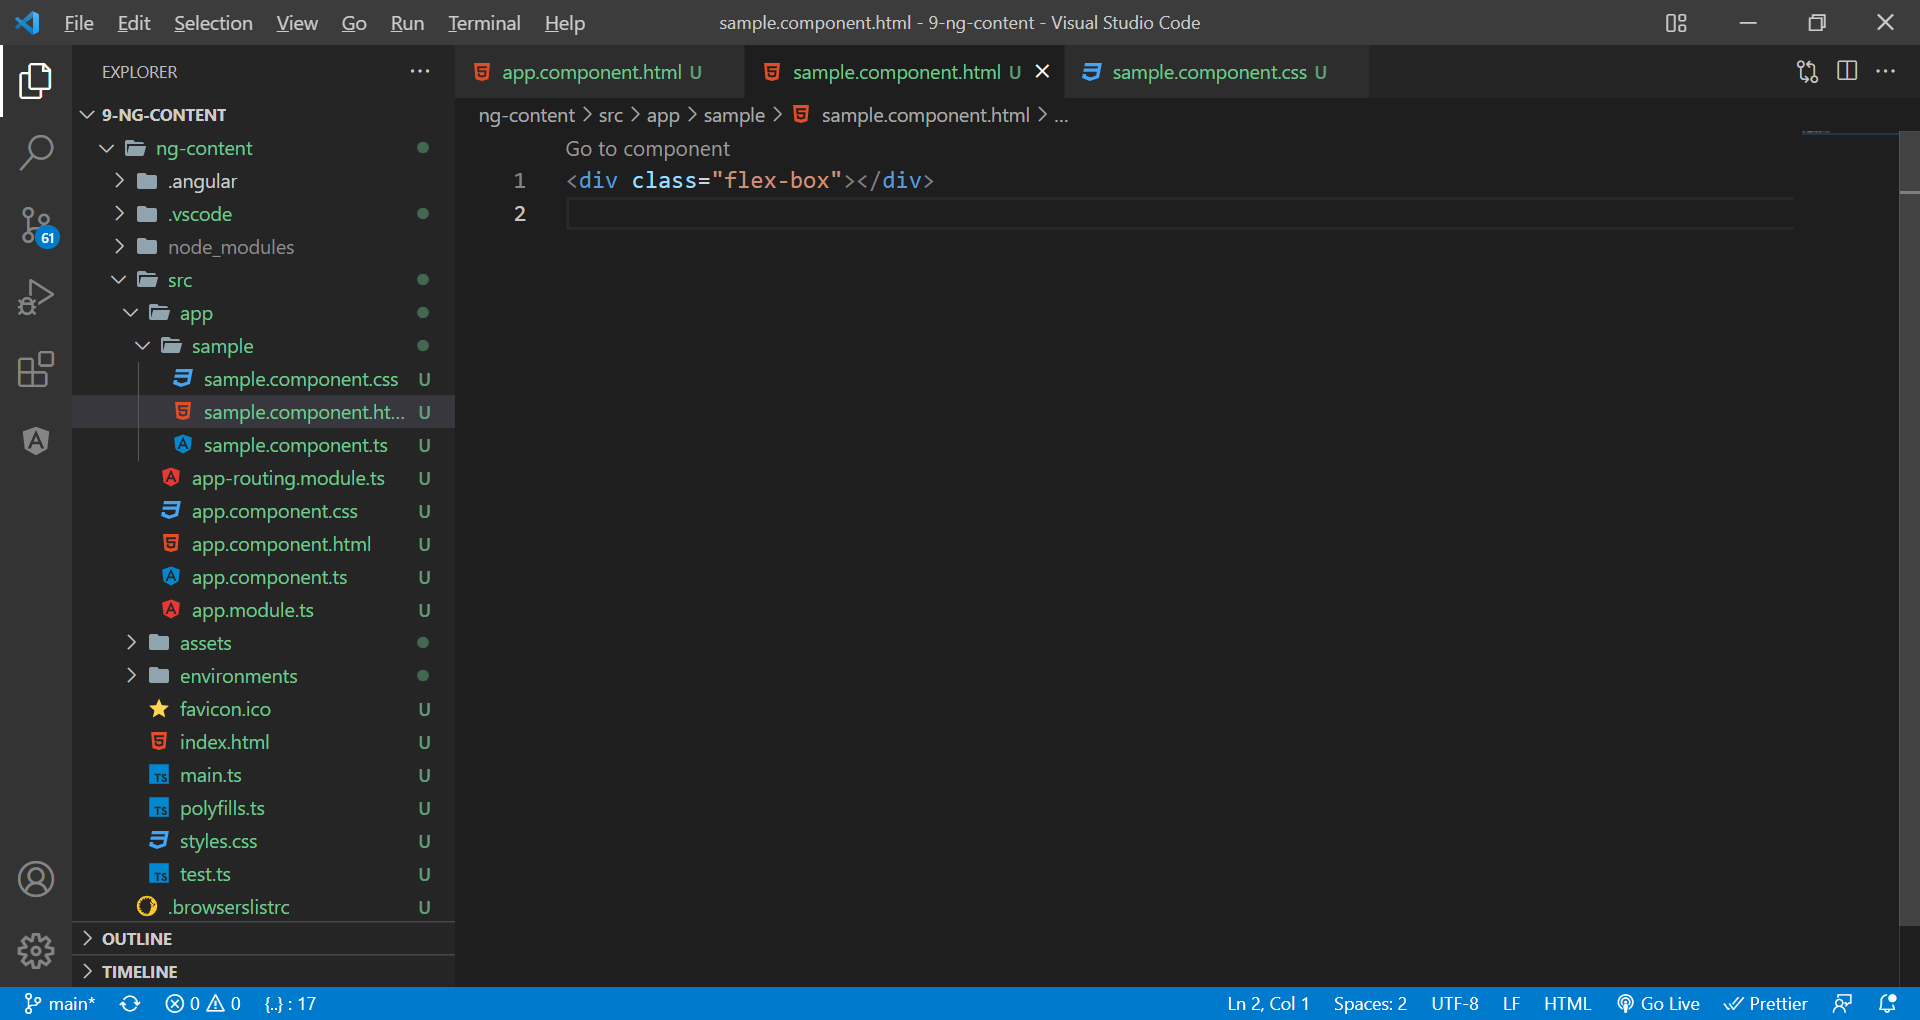 File Edit Selection View Go Run Terminal Help sample.component.html - 9-ng-content - Visual Studio Code
EXPLORER
app.component.html U
sample.component.html U
sample.component.css U
ng-content > src > app > sample > sample.component.html > ...
9-NG-CONTENT
ng-content
.angular
.vscode
node_modules
src
app
sample
sample.component.css U
sample.component.ht... U
sample.component.ts U
app-routing.module.ts U
app.component.css U
app.component.html U
app.component.ts U
app.module.ts U
assets
environments
favicon.ico U
index.html U
TS main.ts U
TS polyfills.ts U
styles.css U
TS test.ts U
.browserslistrc U
OUTLINE
TIMELINE
61
Go to component
1 <div class="flex-box"></div>
2
main* 0 0 {..} : 17 Ln 2, Col 1 Spaces: 2 UTF-8 LF HTML Go Live Prettier